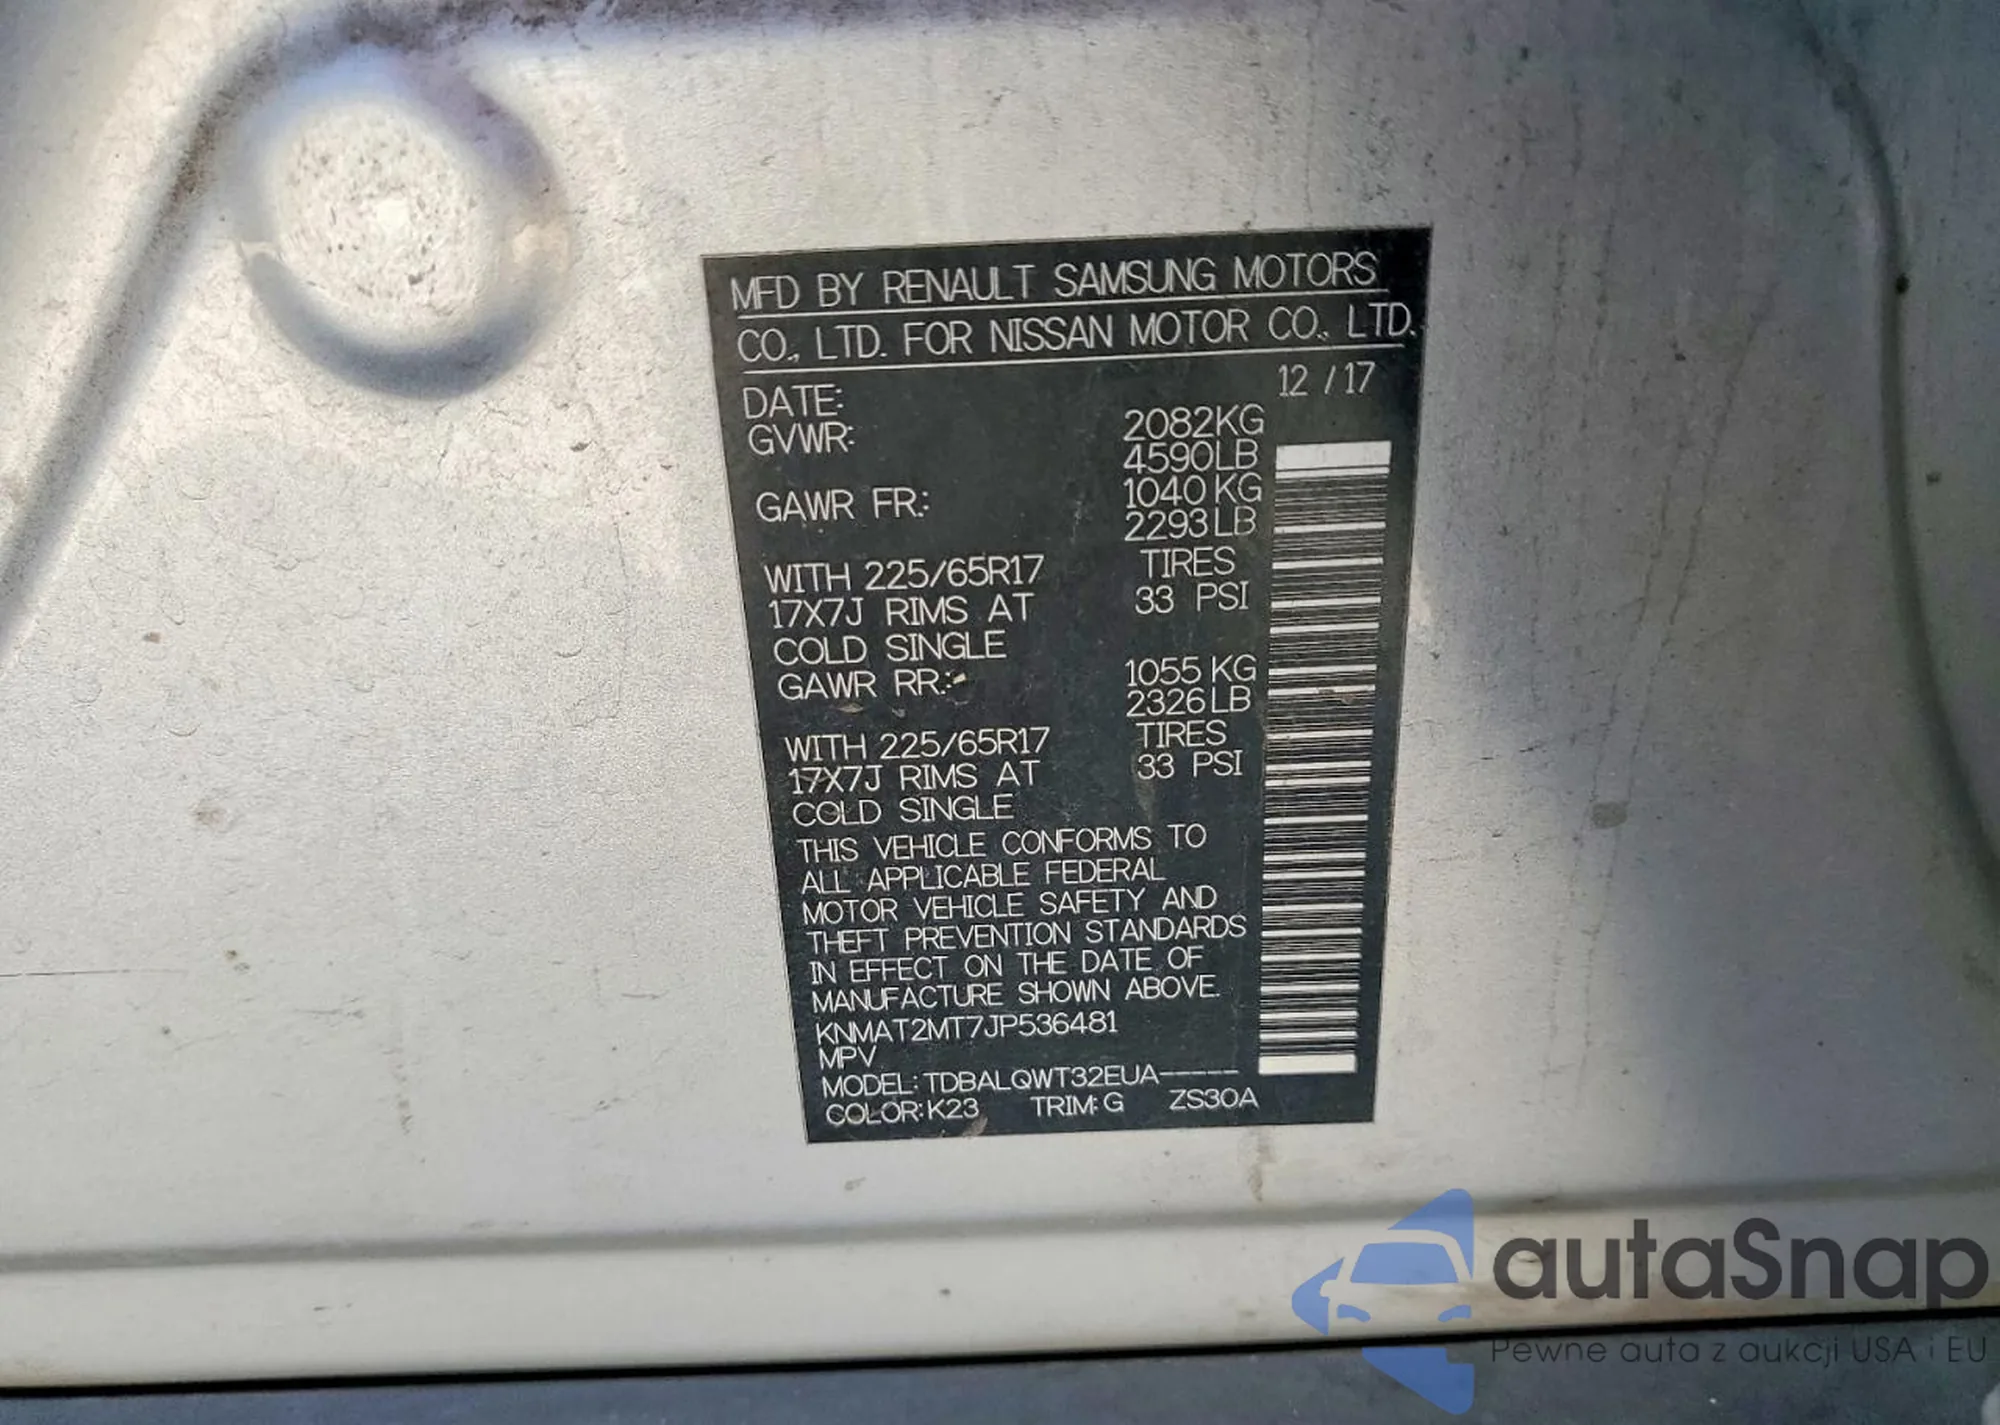 MFD BY RENAULT SAMSUNG MOTORS
CO., LTD. FOR NISSAN MOTOR CO., LTD.
DATE: 12 / 17
GVWR: 2082KG
4590LB
GAWR FR.: 1040 KG
2293LB
WITH 225/65R17 TIRES
17X7J RIMS AT 33 PSI
COLD SINGLE
GAWR RR.: 1055 KG
2326LB
WITH 225/65R17 TIRES
17X7J RIMS AT 33 PSI
COLD SINGLE
THIS VEHICLE CONFORMS TO
ALL APPLICABLE FEDERAL
MOTOR VEHICLE SAFETY AND
THEFT PREVENTION STANDARDS
IN EFFECT ON THE DATE OF
MANUFACTURE SHOWN ABOVE.
KNMAT2MT7JP536481
MPV
MODEL: TDBALQWT32EUA-----
COLOR: K23 TRIM: G ZS30A
autaSnap
Pewne auta z aukcji USA i EU